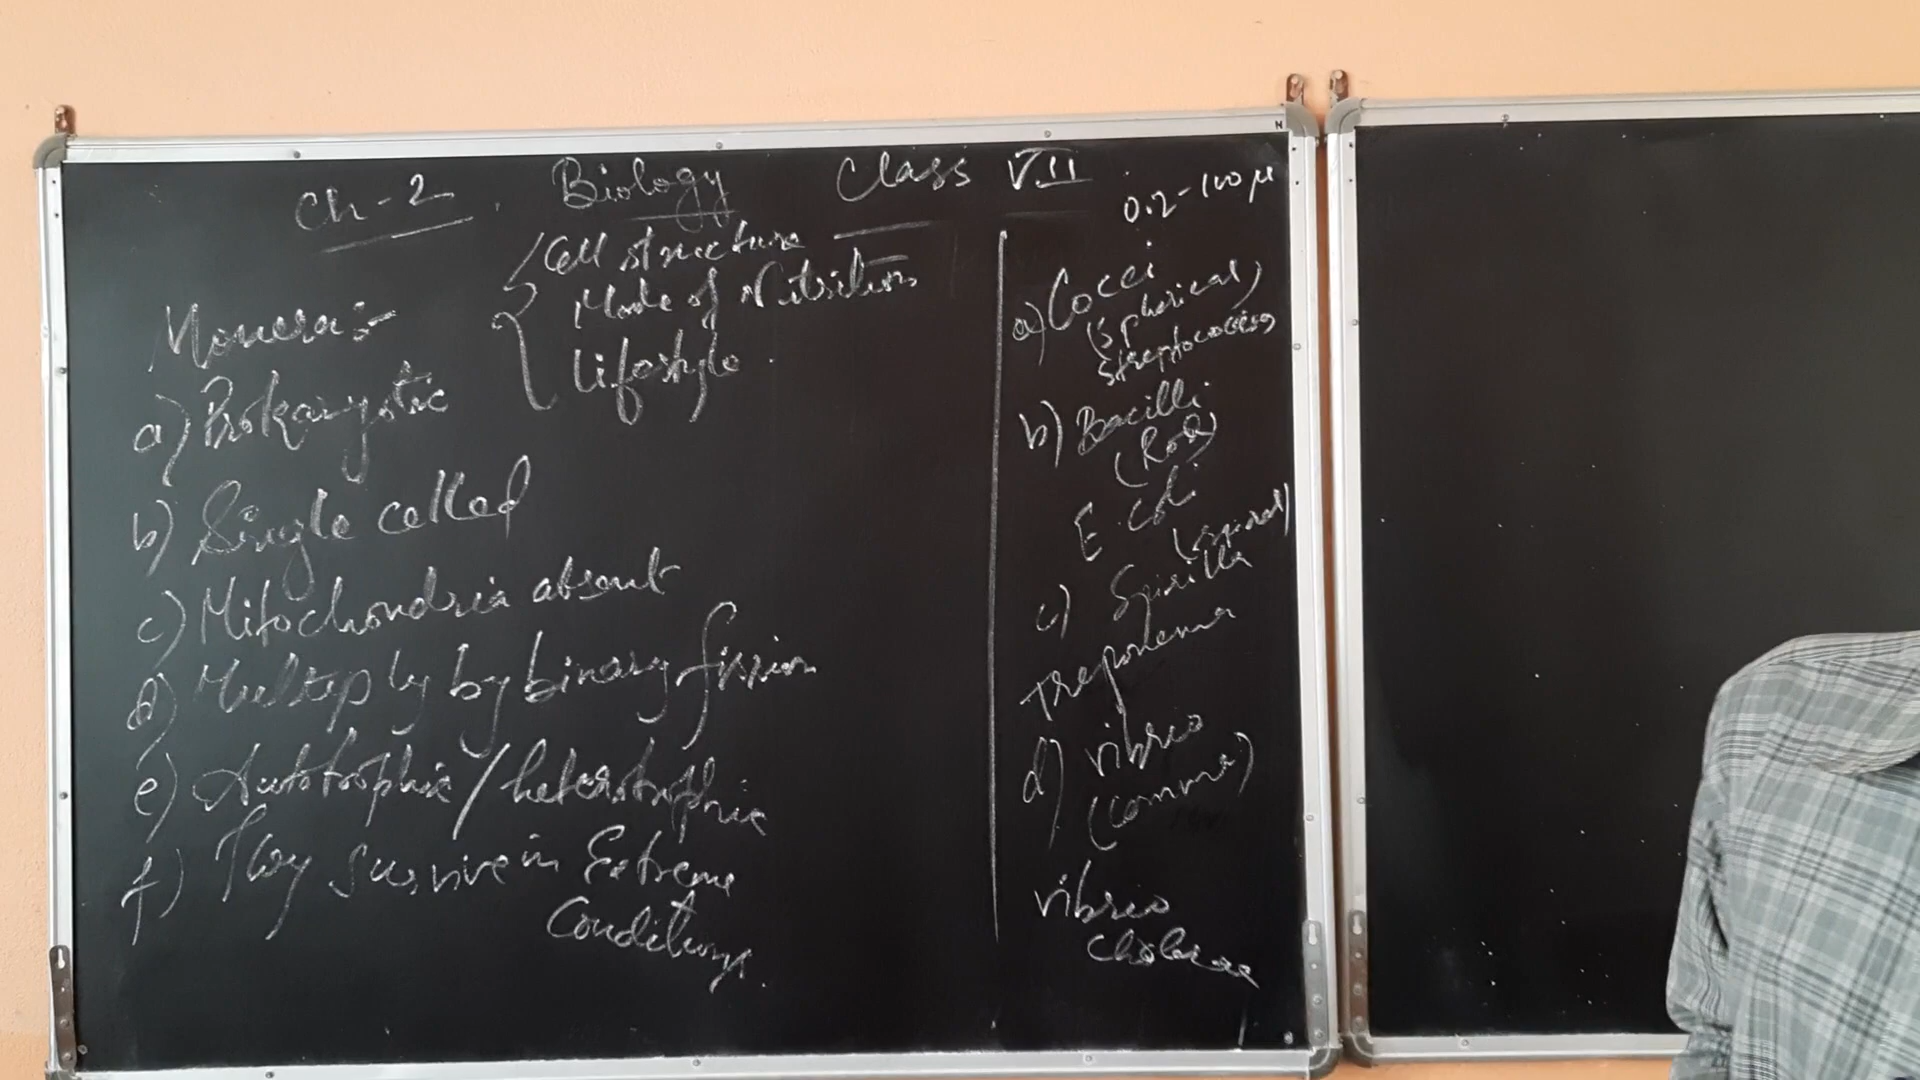 Ch-2. Biology Class VII
Cell structure
Mode of Nutrition
Lifestyle.
Monera:-
a) Prokaryotic
b) Single celled
c) Mitochondria absent
d) Multiply by binary fission
e) Autotrophic/heterotrophic
f) They survive in Extreme
Conditions.
0.2-100μ
a) Cocci
(Spherical)
Streptococcus
b) Bacilli
(Rod)
E. coli
(spiral)
c) Spirilla
Treponema
d) Vibrio
(comma)
Vibrio
Cholerae
N